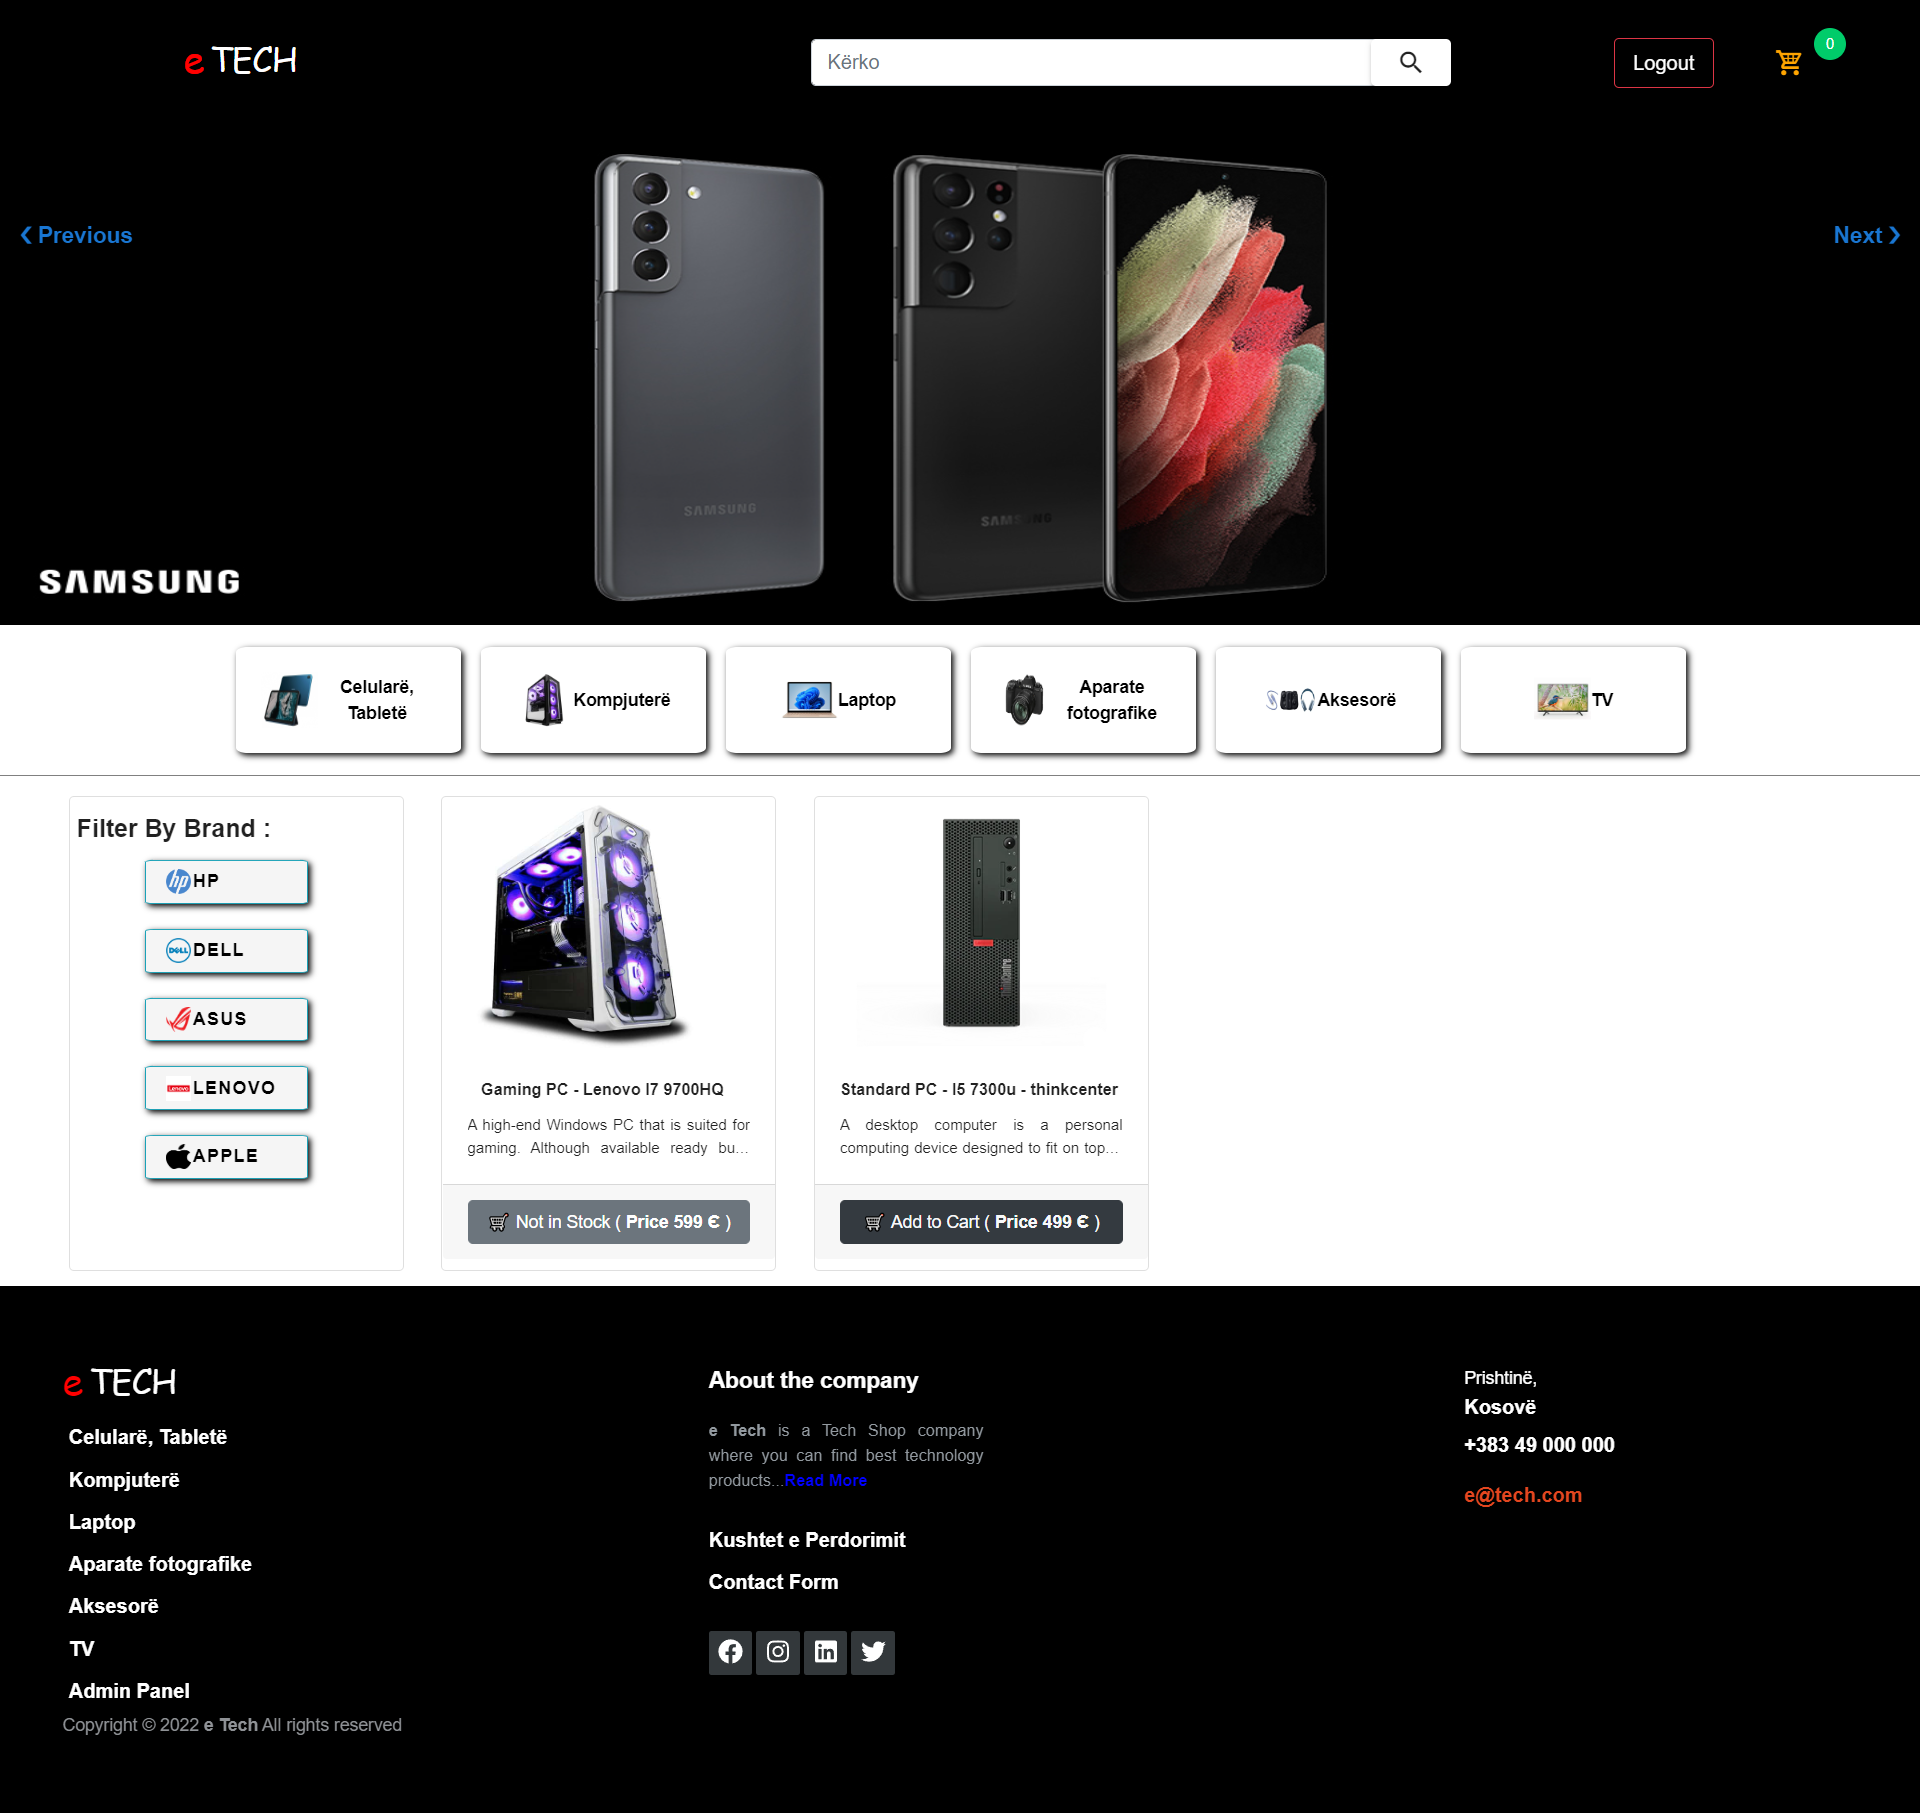 e TECH
Kërko
Logout
0
❮ Previous
Next ❯
SAMSUNG
SAMSUNG
SAMSUNG
Celularë,
Tabletë
Kompjuterë
Laptop
Aparate
fotografike
Aksesorë
TV
Filter By Brand :
hp HP
DELL DELL
ASUS
Lenovo LENOVO
APPLE
ThinkCentre
Gaming PC - Lenovo I7 9700HQ
A high-end Windows PC that is suited for
gaming. Although available ready bu...
Not in Stock ( Price 599 € )
Standard PC - I5 7300u - thinkcenter
A desktop computer is a personal
computing device designed to fit on top...
Add to Cart ( Price 499 € )
e TECH
Celularë, Tabletë
Kompjuterë
Laptop
Aparate fotografike
Aksesorë
TV
Admin Panel
Copyright © 2022 e Tech All rights reserved
About the company
e Tech is a Tech Shop company
where you can find best technology
products...Read More
Kushtet e Perdorimit
Contact Form
Prishtinë,
Kosovë
+383 49 000 000
e@tech.com